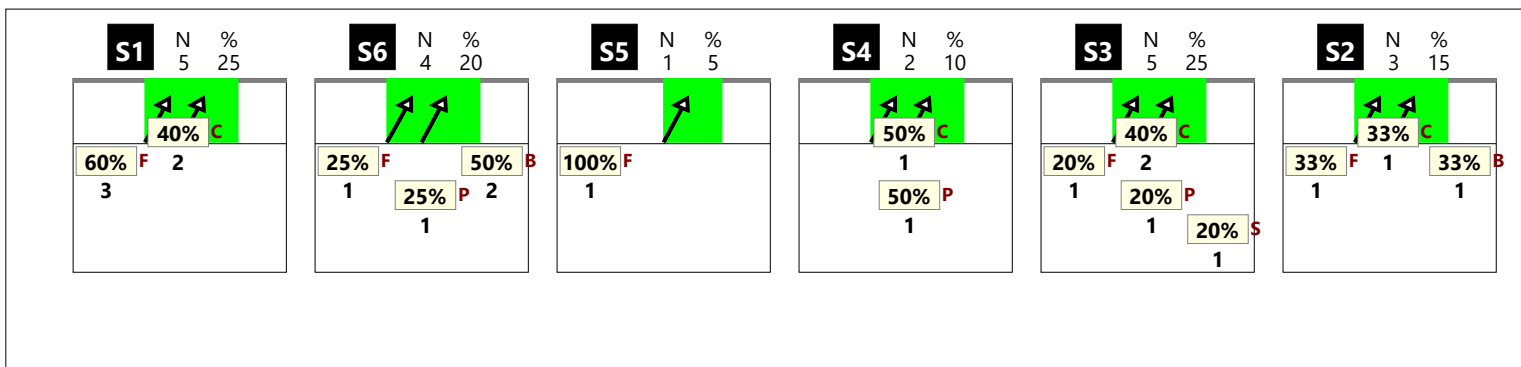 S1 N % S6 N % S5 N % S4 N % S3 N % S2 N %
5 25 4 20 1 5 2 10 5 25 3 15
40% C 50% C 40% C 33% C
60% F 2 25% F 50% B 100% F 1 20% F 2 33% F 1 33% B
3 1 25% P 2 1 50% P 1 20% P 1 1
1 1 1 20% S
1